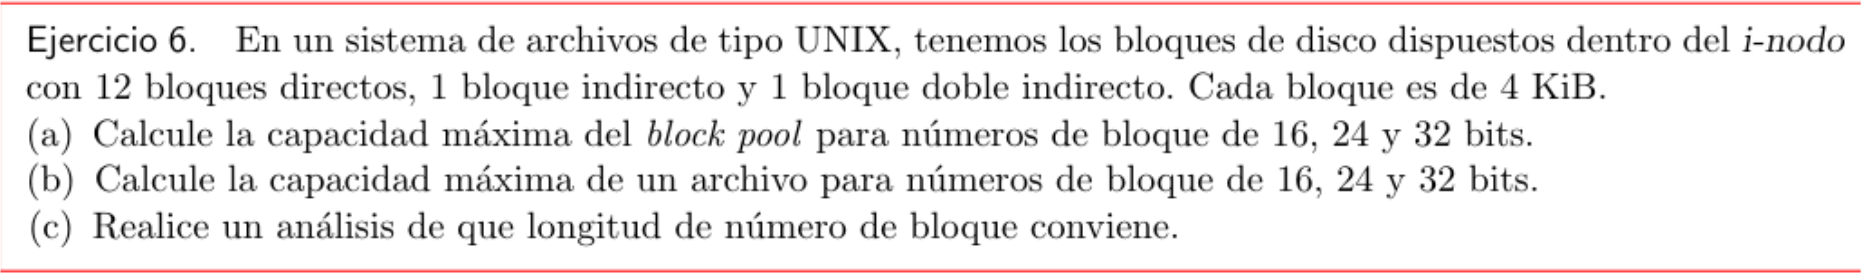 Ejercicio 6. En un sistema de archivos de tipo UNIX, tenemos los bloques de disco dispuestos dentro del i-nodo
con 12 bloques directos, 1 bloque indirecto y 1 bloque doble indirecto. Cada bloque es de 4 KiB.
(a) Calcule la capacidad máxima del block pool para números de bloque de 16, 24 y 32 bits.
(b) Calcule la capacidad máxima de un archivo para números de bloque de 16, 24 y 32 bits.
(c) Realice un análisis de que longitud de número de bloque conviene.